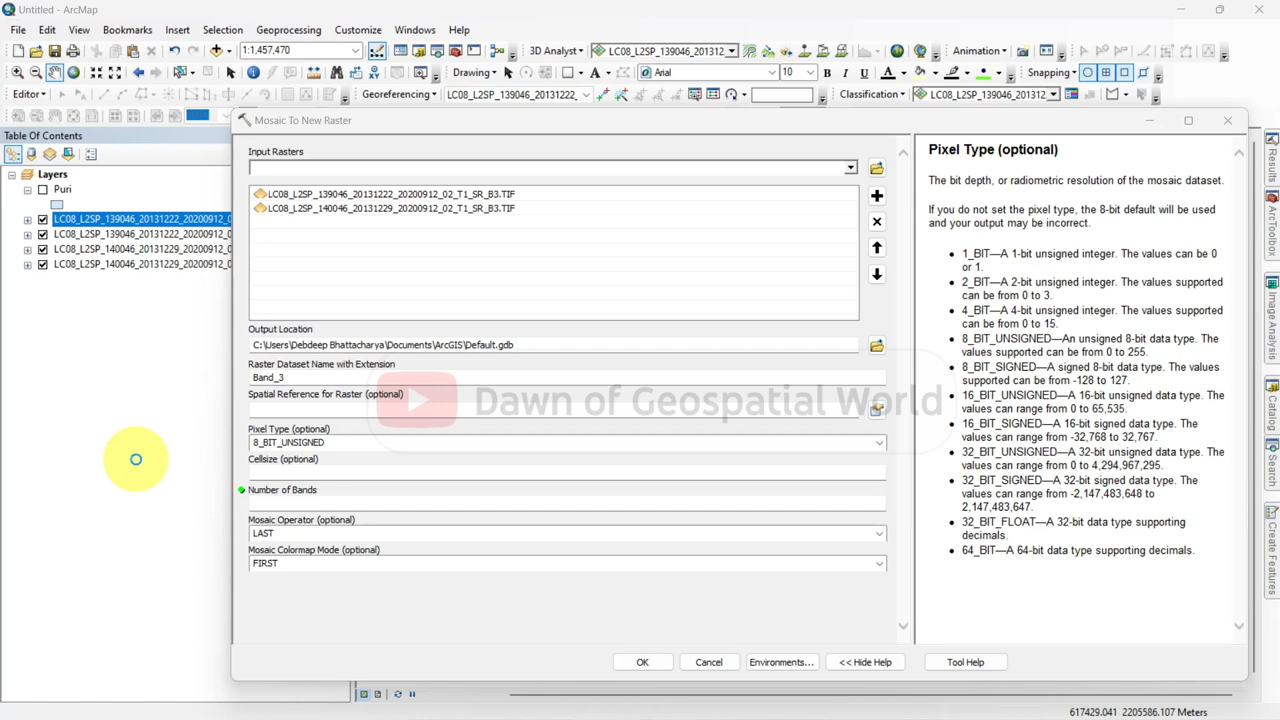 Untitled - ArcMap
File Edit View Bookmarks Insert Selection Geoprocessing Customize Windows Help
1:1,457,470 3D Analyst LC08_L2SP_139046_201312 Animation
Drawing Arial 10 B I U A Snapping
Editor Georeferencing LC08_L2SP_139046_20131222_ Classification LC08_L2SP_139046_201312
Table Of Contents
Layers
Puri
LC08_L2SP_139046_20131222_20200912_0
LC08_L2SP_139046_20131222_20200912_0
LC08_L2SP_140046_20131229_20200912_0
LC08_L2SP_140046_20131229_20200912_0
Mosaic To New Raster
Input Rasters
LC08_L2SP_139046_20131222_20200912_02_T1_SR_B3.TIF
LC08_L2SP_140046_20131229_20200912_02_T1_SR_B3.TIF
Output Location
C:\Users\Debdeep Bhattacharya\Documents\ArcGIS\Default.gdb
Raster Dataset Name with Extension
Band_3
Spatial Reference for Raster (optional)
Pixel Type (optional)
8_BIT_UNSIGNED
Cellsize (optional)
Number of Bands
Mosaic Operator (optional)
LAST
Mosaic Colormap Mode (optional)
FIRST
OK Cancel Environments... << Hide Help Tool Help
Pixel Type (optional)
The bit depth, or radiometric resolution of the mosaic dataset.
If you do not set the pixel type, the 8-bit default will be used
and your output may be incorrect.
• 1_BIT—A 1-bit unsigned integer. The values can be 0
or 1.
• 2_BIT—A 2-bit unsigned integer. The values supported
can be from 0 to 3.
• 4_BIT—A 4-bit unsigned integer. The values supported
can be from 0 to 15.
• 8_BIT_UNSIGNED—An unsigned 8-bit data type. The
values supported can be from 0 to 255.
• 8_BIT_SIGNED—A signed 8-bit data type. The values
supported can be from -128 to 127.
• 16_BIT_UNSIGNED—A 16-bit unsigned data type. The
values can range from 0 to 65,535.
• 16_BIT_SIGNED—A 16-bit signed data type. The
values can range from -32,768 to 32,767.
• 32_BIT_UNSIGNED—A 32-bit unsigned data type. The
values can range from 0 to 4,294,967,295.
• 32_BIT_SIGNED—A 32-bit signed data type. The
values can range from -2,147,483,648 to
2,147,483,647.
• 32_BIT_FLOAT—A 32-bit data type supporting
decimals.
• 64_BIT—A 64-bit data type supporting decimals.
Dawn of Geospatial World
Results
ArcToolbox
Image Analysis
Catalog
Search
Create Features
617429.041 2205586.107 Meters